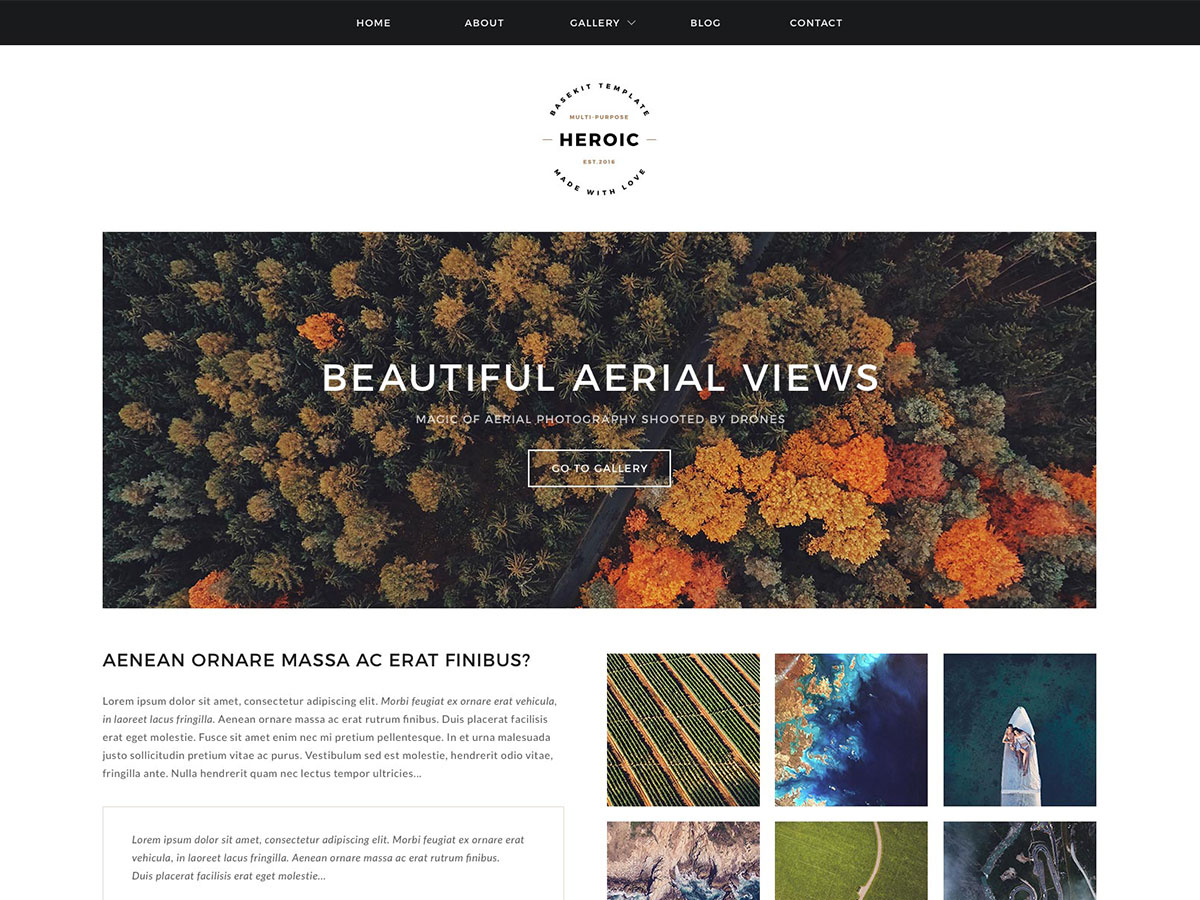 HOME ABOUT GALLERY BLOG CONTACT
BASEKIT TEMPLATE
MULTI-PURPOSE
HEROIC
EST.2016
MADE WITH LOVE
BEAUTIFUL AERIAL VIEWS
MAGIC OF AERIAL PHOTOGRAPHY SHOOTED BY DRONES
GO TO GALLERY
AENEAN ORNARE MASSA AC ERAT FINIBUS?
Lorem ipsum dolor sit amet, consectetur adipiscing elit. Morbi feugiat ex ornare erat vehicula,
in laoreet lacus fringilla. Aenean ornare massa ac erat rutrum finibus. Duis placerat facilisis
erat eget molestie. Fusce sit amet enim nec mi pretium pellentesque. In et urna malesuada
justo sollicitudin pretium vitae ac purus. Vestibulum sed est molestie, hendrerit odio vitae,
fringilla ante. Nulla hendrerit quam nec lectus tempor ultricies...
Lorem ipsum dolor sit amet, consectetur adipiscing elit. Morbi feugiat ex ornare erat
vehicula, in laoreet lacus fringilla. Aenean ornare massa ac erat rutrum finibus.
Duis placerat facilisis erat eget molestie...